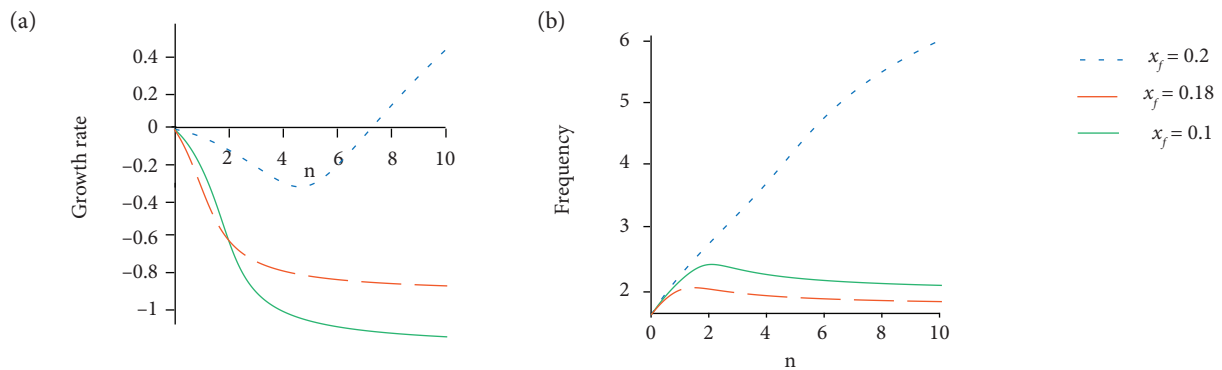 (a)
0.4
0.2
0
−0.2
−0.4
−0.6
−0.8
−1
2
4
6
8
10
n
Growth rate
(b)
6
5
4
3
2
0
2
4
6
8
10
n
Frequency
x_f = 0.2
x_f = 0.18
x_f = 0.1